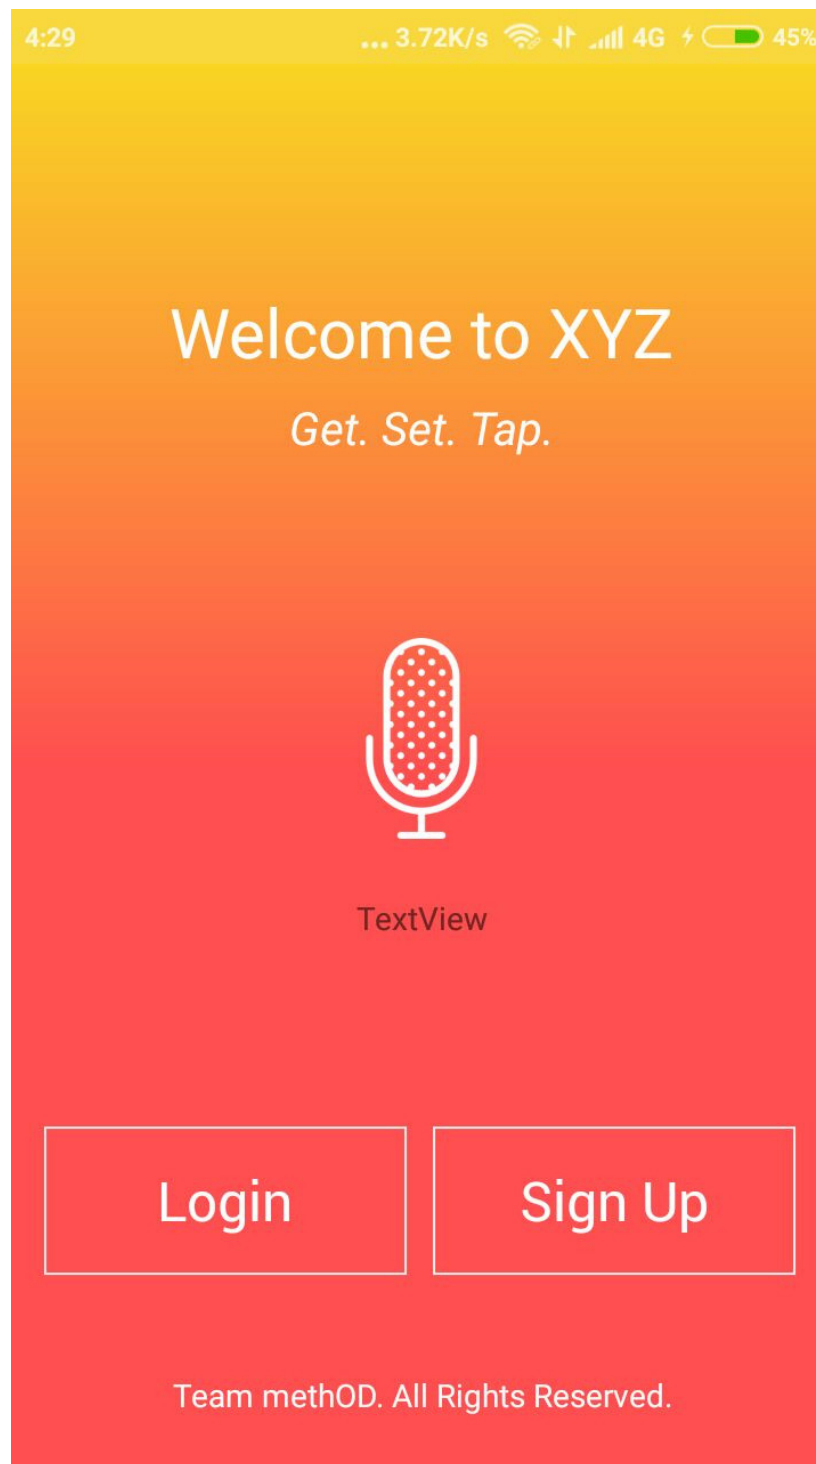 4:29 ... 3.72K/s 4G 45%
Welcome to XYZ
Get. Set. Tap.
TextView
Login Sign Up
Team methOD. All Rights Reserved.